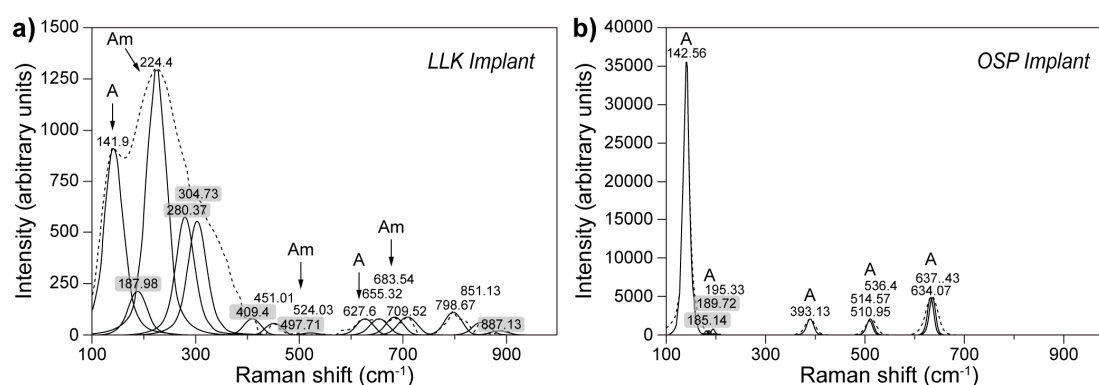 a)
LLK Implant
Intensity (arbitrary units)
1500
1250
1000
750
500
250
0
Am
224.4
A
141.9
304.73
280.37
187.98
409.4
451.01
Am
524.03
497.71
A
627.6
655.32
Am
683.54
709.52
798.67
851.13
887.13
100
300
500
700
900
Raman shift (cm-1)
b)
OSP Implant
Intensity (arbitrary units)
40000
35000
30000
25000
20000
15000
10000
5000
0
A
142.56
A
195.33
189.72
185.14
A
393.13
A
536.4
514.57
510.95
A
637..43
634.07
100
300
500
700
900
Raman shift (cm-1)